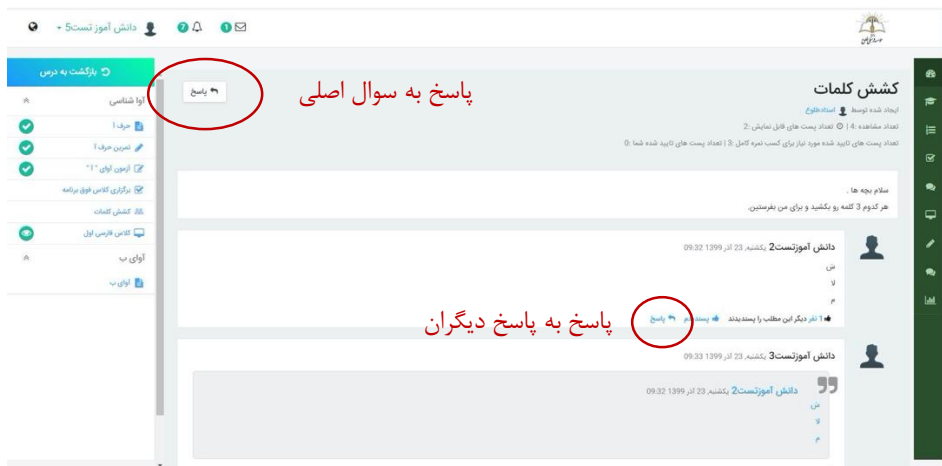 دانش آموز تست5
7
1
بازگشت به درس
آوا شناسی
حرف آ
تمرین حرف آ
آزمون آوای " آ "
برگزاری کلاس فوق برنامه
کشش کلمات
کلاس فارسی اول
آوای ب
آوای ب
پاسخ
پاسخ به سوال اصلی
کشش کلمات
ایجاد شده توسط استادطلوع
تعداد مشاهده :4 | تعداد پست های قابل نمایش :2
تعداد پست های تایید شده مورد نیاز برای کسب نمره کامل :3 | تعداد پست های تایید شده شما :0
سلام بچه ها .
هر کدوم 3 کلمه رو بکشید و برای من بفرستین.
دانش آموزتست2 یکشنبه, 23 آذر 1399 09:32
ش
لا
م
1 نفر دیگر این مطلب را پسندیدند پسندیدم پاسخ
پاسخ به پاسخ دیگران
دانش آموزتست3 یکشنبه, 23 آذر 1399 09:33
دانش آموزتست2 یکشنبه, 23 آذر 1399 09:32
ش
لا
م